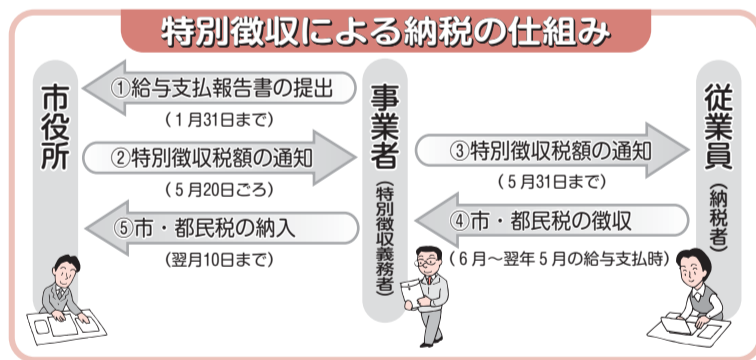 特別徴収による納税の仕組み
市役所
①給与支払報告書の提出
(1月31日まで)
②特別徴収税額の通知
(5月20日ごろ)
⑤市・都民税の納入
(翌月10日まで)
事業者(特別徴収義務者)
③特別徴収税額の通知
(5月31日まで)
④市・都民税の徴収
(6月〜翌年5月の給与支払時)
従業員(納税者)